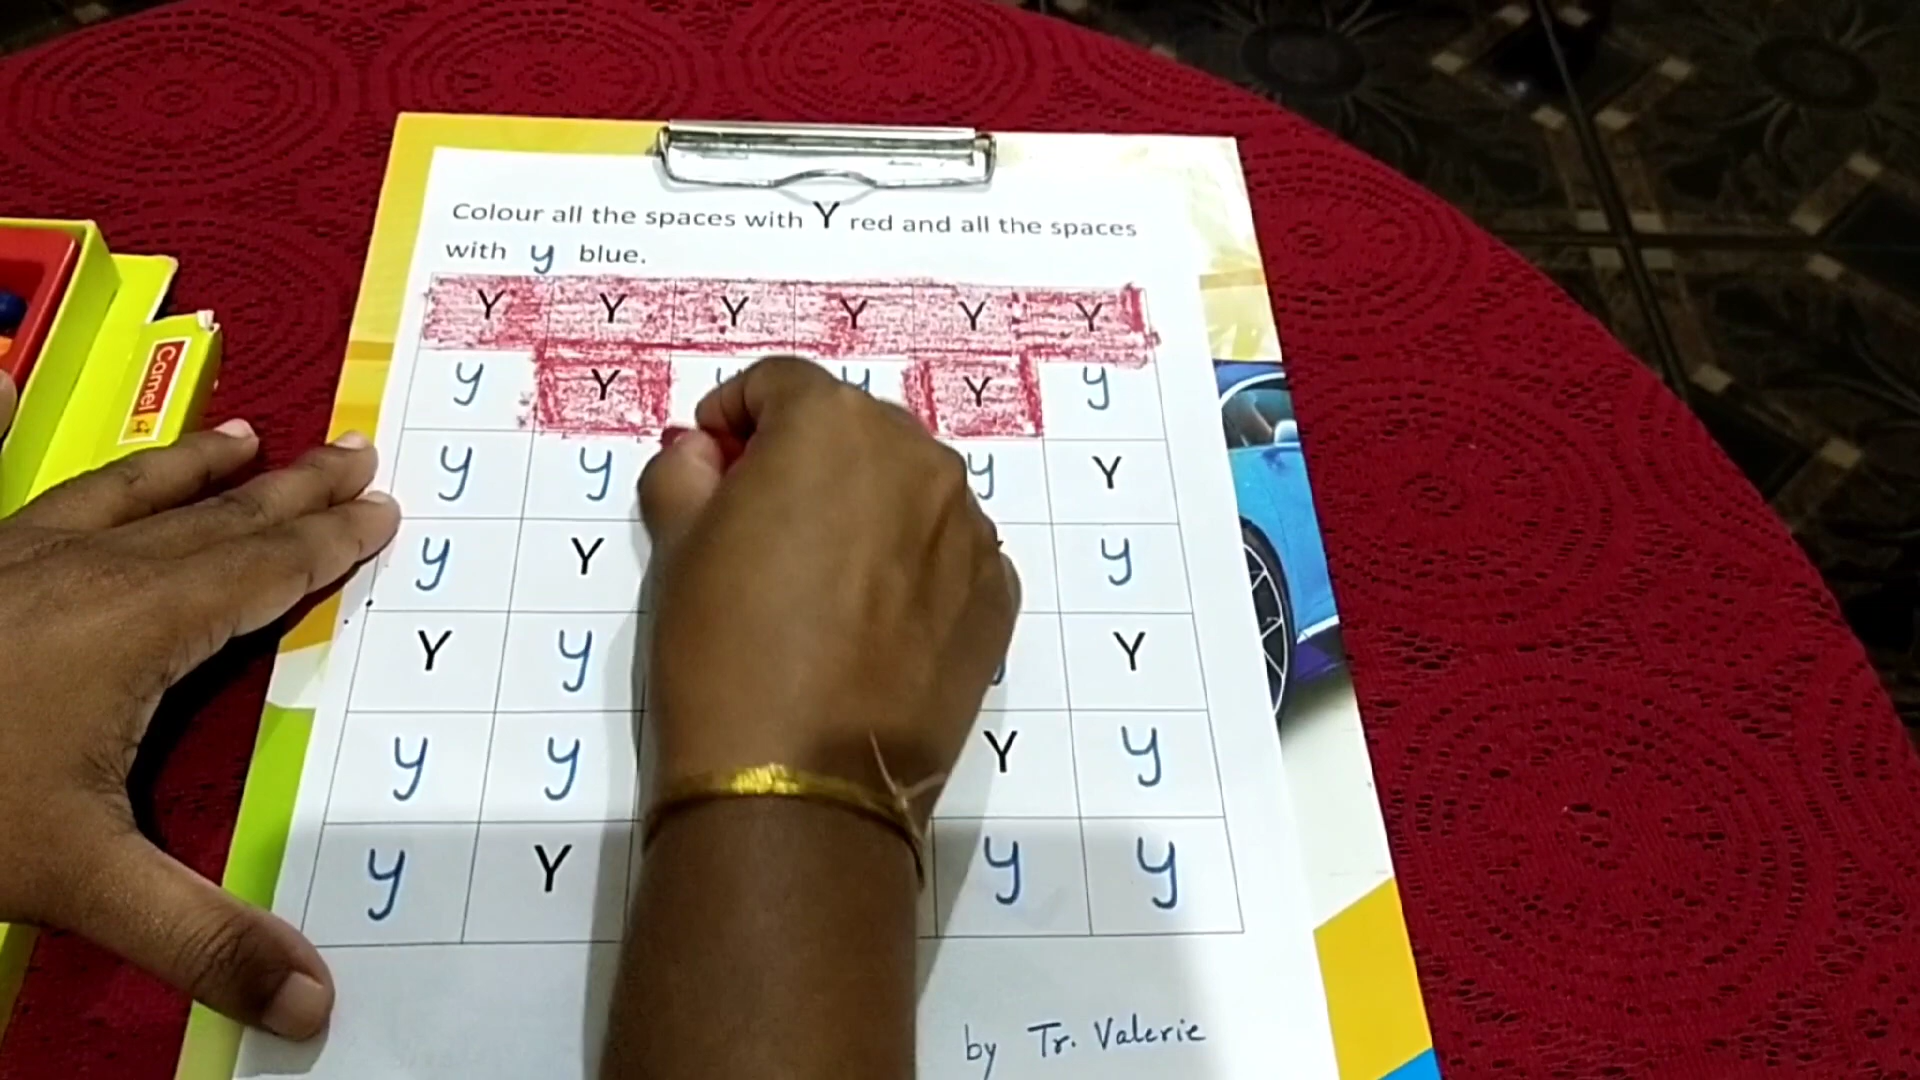 Colour all the spaces with Y red and all the spaces
with y blue.
Y Y Y Y Y Y
y Y y y Y y
y y y Y
y Y y
Y y Y
y y Y y
y Y y y
by Tr. Valerie
Camel